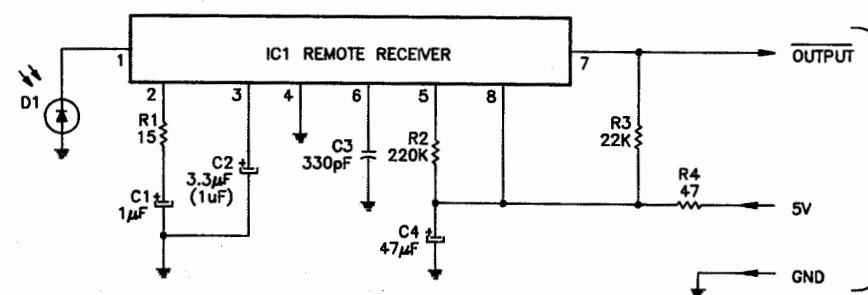 IC1 REMOTE RECEIVER
1
7
OUTPUT
2
3
4
6
5
8
D1
R1
15
C2
3.3µF
(1uF)
C1
1µF
C3
330pF
R2
220K
R3
22K
R4
47
5V
C4
47µF
GND